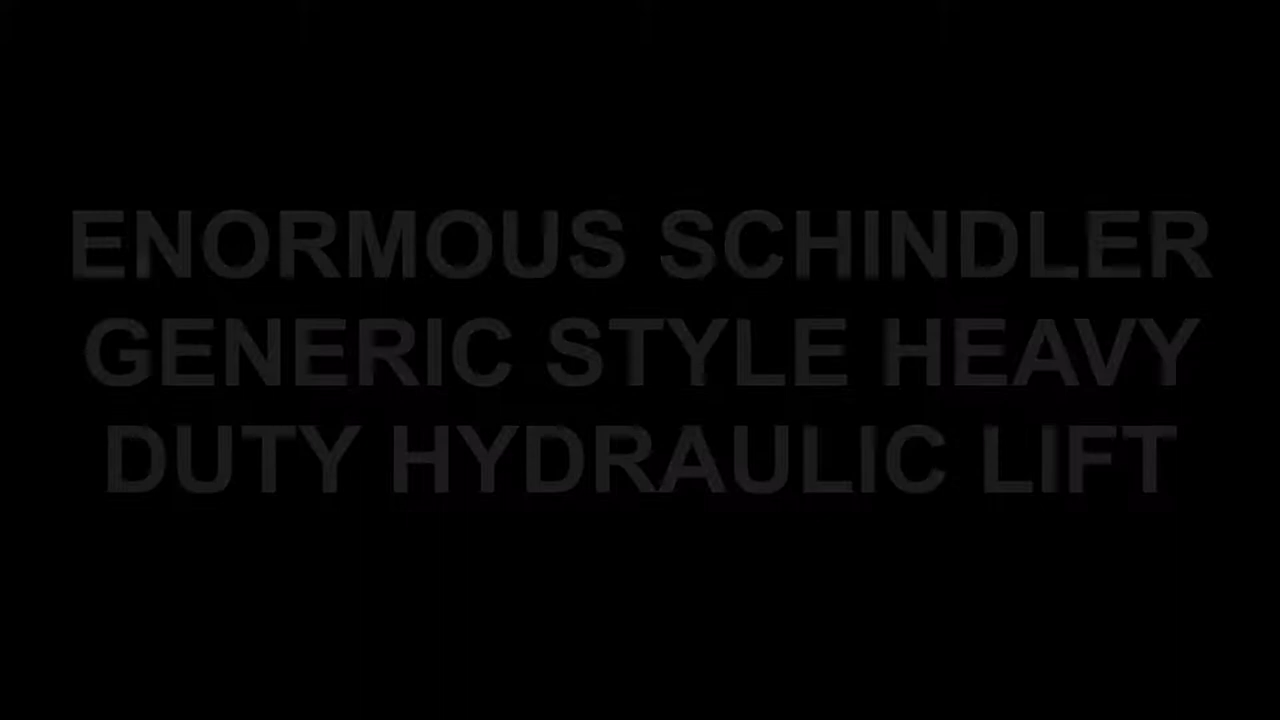 ENORMOUS SCHINDLER
GENERIC STYLE HEAVY
DUTY HYDRAULIC LIFT